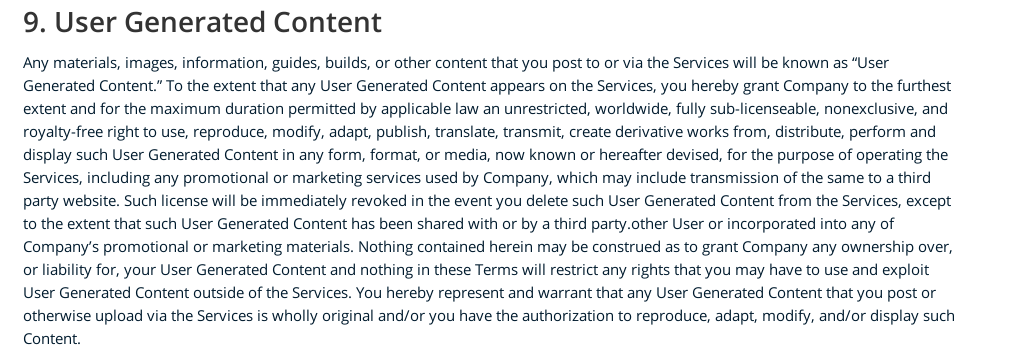 9. User Generated Content
Any materials, images, information, guides, builds, or other content that you post to or via the Services will be known as “User
Generated Content.” To the extent that any User Generated Content appears on the Services, you hereby grant Company to the furthest
extent and for the maximum duration permitted by applicable law an unrestricted, worldwide, fully sub-licenseable, nonexclusive, and
royalty-free right to use, reproduce, modify, adapt, publish, translate, transmit, create derivative works from, distribute, perform and
display such User Generated Content in any form, format, or media, now known or hereafter devised, for the purpose of operating the
Services, including any promotional or marketing services used by Company, which may include transmission of the same to a third
party website. Such license will be immediately revoked in the event you delete such User Generated Content from the Services, except
to the extent that such User Generated Content has been shared with or by a third party.other User or incorporated into any of
Company’s promotional or marketing materials. Nothing contained herein may be construed as to grant Company any ownership over,
or liability for, your User Generated Content and nothing in these Terms will restrict any rights that you may have to use and exploit
User Generated Content outside of the Services. You hereby represent and warrant that any User Generated Content that you post or
otherwise upload via the Services is wholly original and/or you have the authorization to reproduce, adapt, modify, and/or display such
Content.